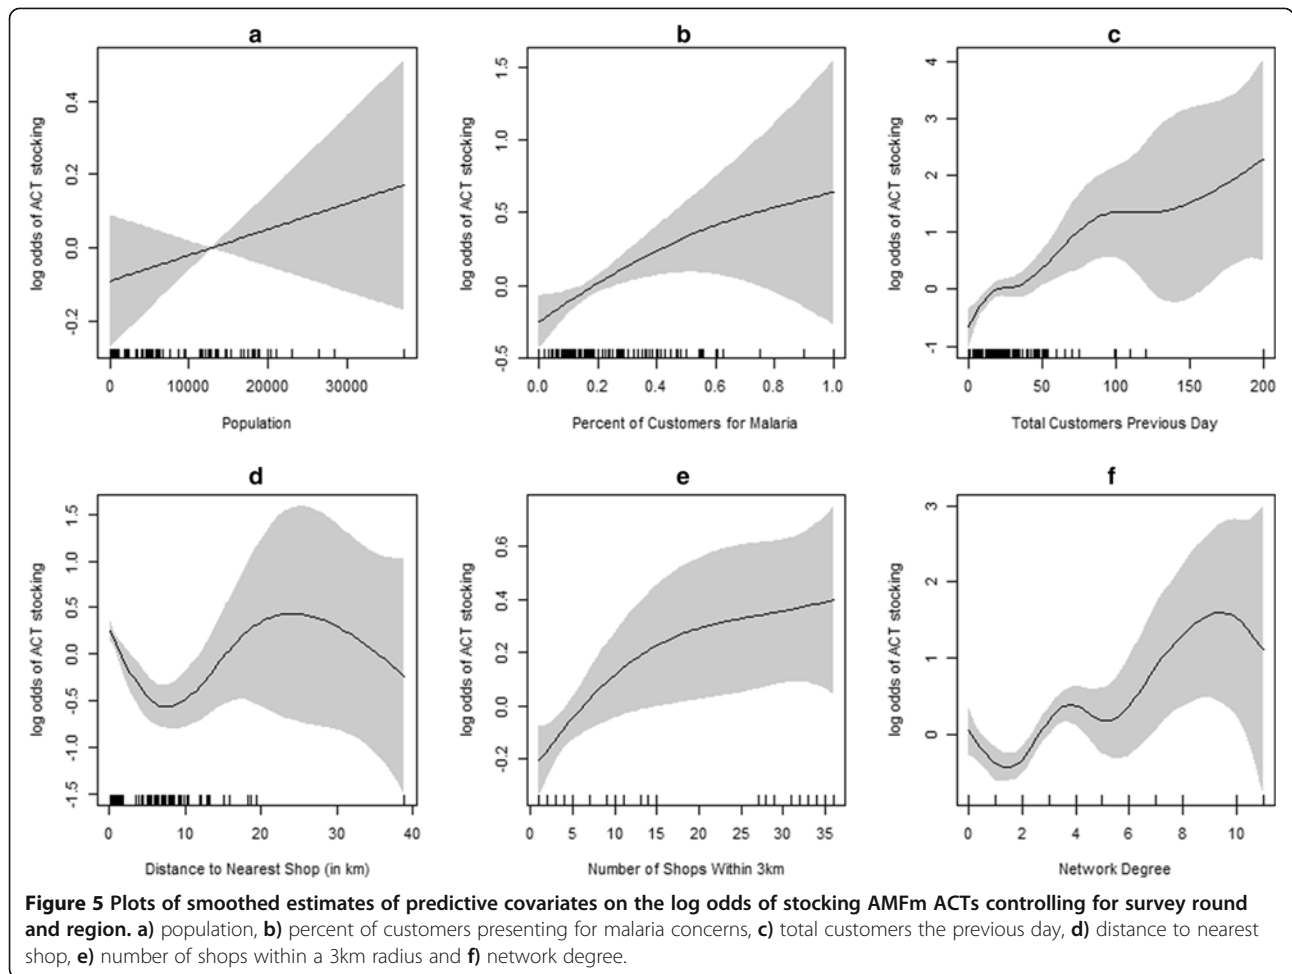 a
log odds of ACT stocking
0.4
0.2
0.0
-0.2
0 10000 20000 30000
Population
b
log odds of ACT stocking
1.5
1.0
0.5
0.0
-0.5
0.0 0.2 0.4 0.6 0.8 1.0
Percent of Customers for Malaria
c
log odds of ACT stocking
4
3
2
1
0
-1
0 50 100 150 200
Total Customers Previous Day
d
log odds of ACT stocking
1.5
1.0
0.5
0.0
-0.5
-1.0
-1.5
0 10 20 30 40
Distance to Nearest Shop (in km)
e
log odds of ACT stocking
0.6
0.4
0.2
0.0
-0.2
0 5 10 15 20 25 30 35
Number of Shops Within 3km
f
log odds of ACT stocking
3
2
1
0
0 2 4 6 8 10
Network Degree
Figure 5 Plots of smoothed estimates of predictive covariates on the log odds of stocking AMFm ACTs controlling for survey round
and region. a) population, b) percent of customers presenting for malaria concerns, c) total customers the previous day, d) distance to nearest
shop, e) number of shops within a 3km radius and f) network degree.